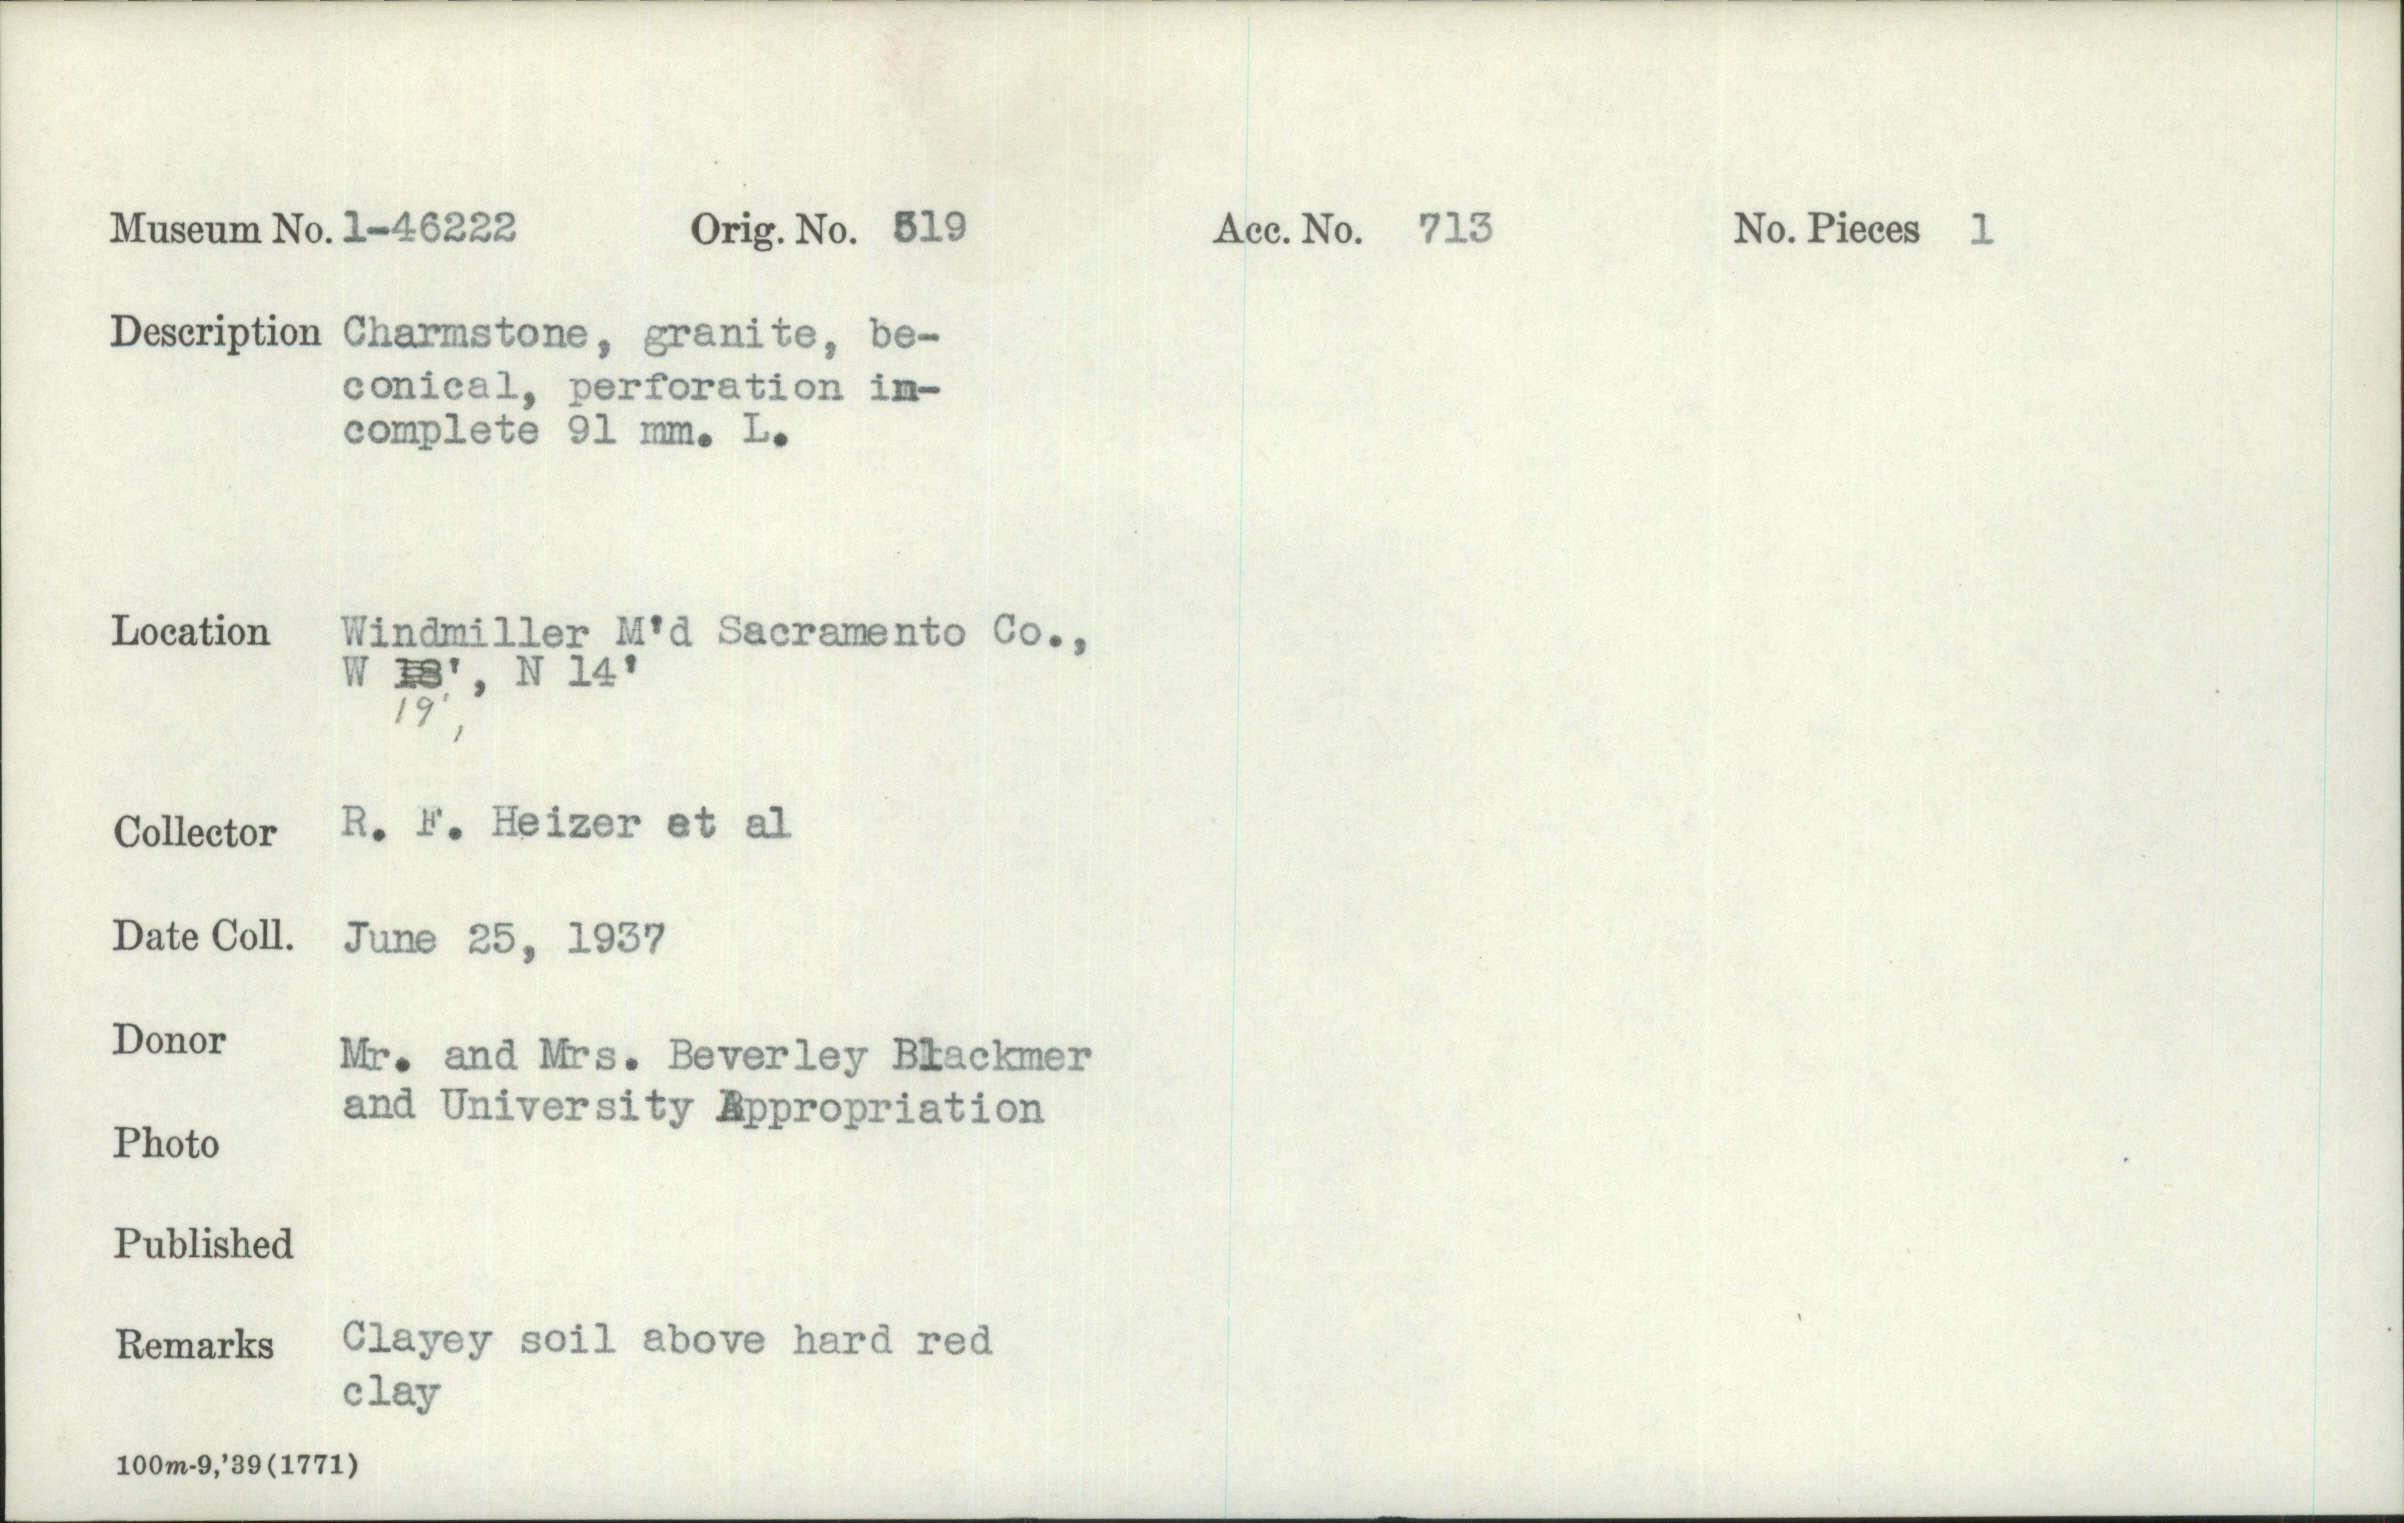 Museum No. 1-46222 Orig. No. 519 Acc. No. 713 No. Pieces 1
Description Charmstone, granite, be-
conical, perforation in-
complete 91 mm. L.
Location Windmiller M'd Sacramento Co.,
W 18', N 14'
19',
Collector R. F. Heizer et al
Date Coll. June 25, 1937
Donor Mr. and Mrs. Beverley Blackmer
and University Appropriation
Photo
Published
Remarks Clayey soil above hard red
clay
100m-9,'39(1771)